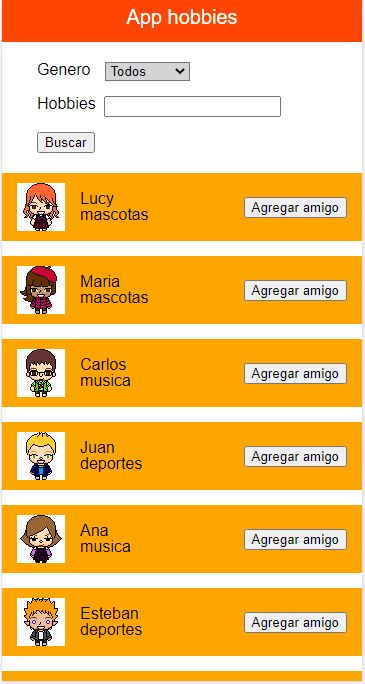 App hobbies
Genero Todos
Hobbies
Buscar
Lucy
mascotas
Agregar amigo
Maria
mascotas
Agregar amigo
Carlos
musica
Agregar amigo
Juan
deportes
Agregar amigo
Ana
musica
Agregar amigo
Esteban
deportes
Agregar amigo